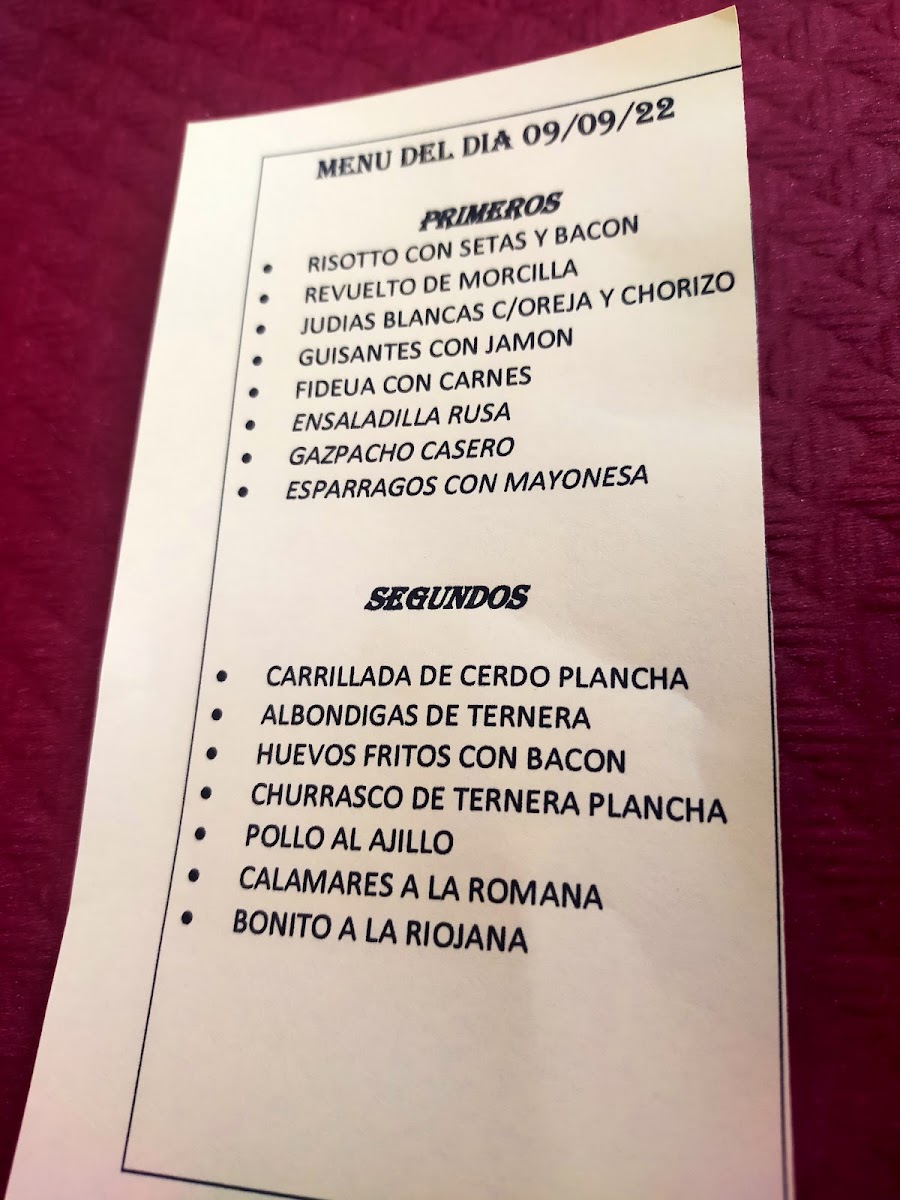 MENU DEL DIA 09/09/22
PRIMEROS
• RISOTTO CON SETAS Y BACON
• REVUELTO DE MORCILLA
• JUDIAS BLANCAS C/OREJA Y CHORIZO
• GUISANTES CON JAMON
• FIDEUA CON CARNES
• ENSALADILLA RUSA
• GAZPACHO CASERO
• ESPARRAGOS CON MAYONESA
SEGUNDOS
• CARRILLADA DE CERDO PLANCHA
• ALBONDIGAS DE TERNERA
• HUEVOS FRITOS CON BACON
• CHURRASCO DE TERNERA PLANCHA
• POLLO AL AJILLO
• CALAMARES A LA ROMANA
• BONITO A LA RIOJANA